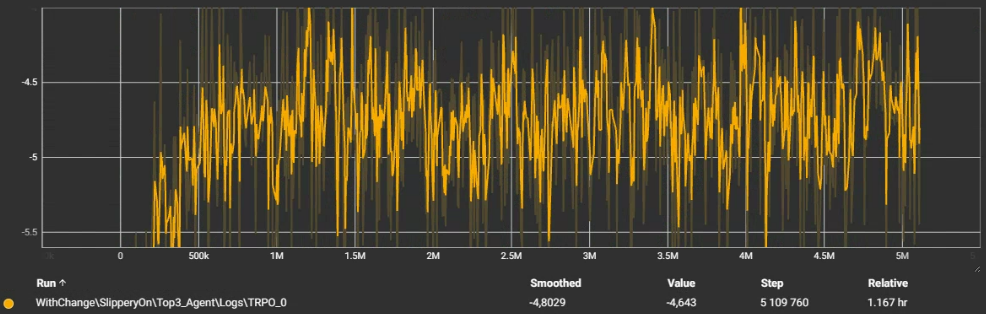 -4.5
-5
-5.5
0 500k 1M 1.5M 2M 2.5M 3M 3.5M 4M 4.5M 5M
Run ↑ Smoothed Value Step Relative
WithChange\SlipperyOn\Top3_Agent\Logs\TRPO_0 -4,8029 -4,643 5 109 760 1.167 hr